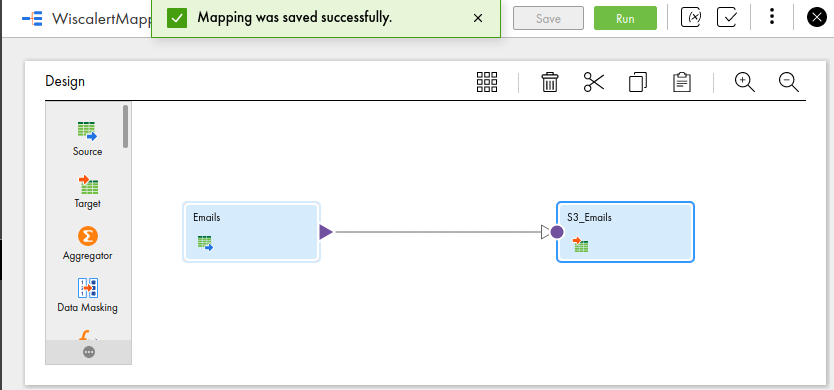 WiscalertMapp
Mapping was saved successfully.
Save
Run
(x)
Design
Source
Target
Aggregator
Data Masking
Emails
S3_Emails